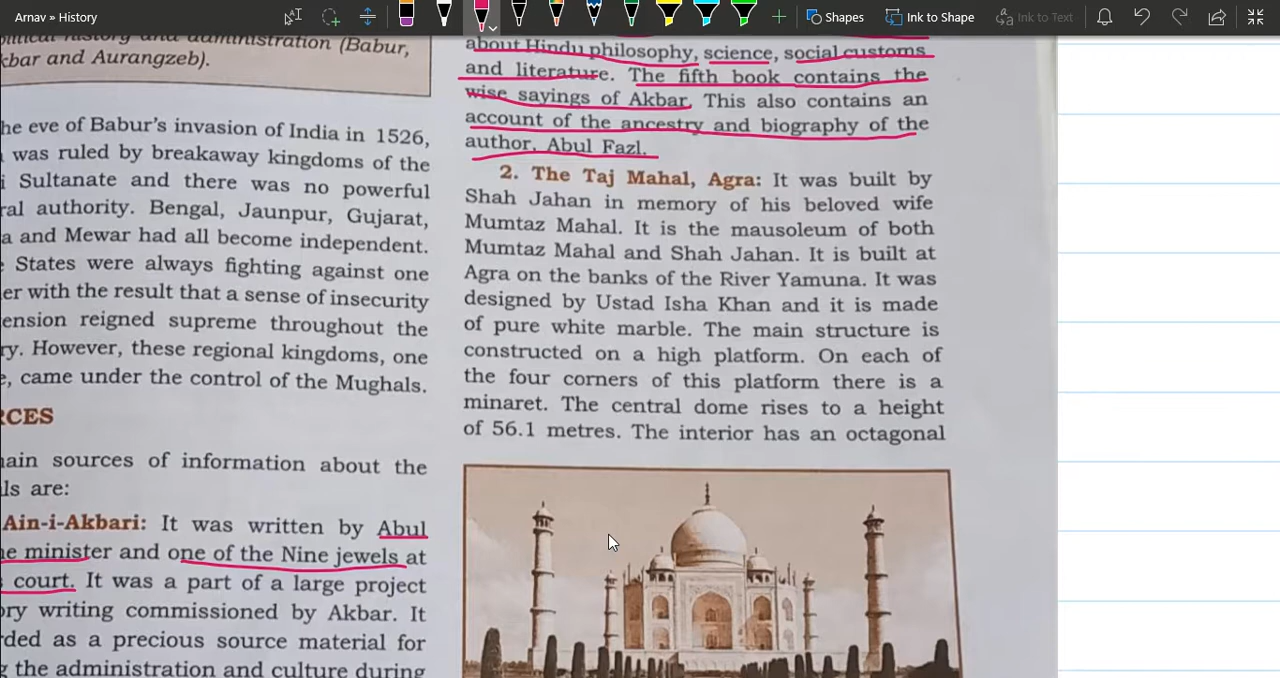 Arnav » History
Shapes
Ink to Shape
Ink to Text
and administration (Babur,
kbar and Aurangzeb).
he eve of Babur's invasion of India in 1526,
was ruled by breakaway kingdoms of the
i Sultanate and there was no powerful
ral authority. Bengal, Jaunpur, Gujarat,
a and Mewar had all become independent.
States were always fighting against one
er with the result that a sense of insecurity
ension reigned supreme throughout the
ry. However, these regional kingdoms, one
e, came under the control of the Mughals.
RCES
ain sources of information about the
ls are:
Ain-i-Akbari: It was written by Abul
ne minister and one of the Nine jewels at
court. It was a part of a large project
ory writing commissioned by Akbar. It
rded as a precious source material for
g the administration and culture during
about Hindu philosophy, science, social customs
and literature. The fifth book contains the
wise sayings of Akbar. This also contains an
account of the ancestry and biography of the
author, Abul Fazl.
2. The Taj Mahal, Agra: It was built by
Shah Jahan in memory of his beloved wife
Mumtaz Mahal. It is the mausoleum of both
Mumtaz Mahal and Shah Jahan. It is built at
Agra on the banks of the River Yamuna. It was
designed by Ustad Isha Khan and it is made
of pure white marble. The main structure is
constructed on a high platform. On each of
the four corners of this platform there is a
minaret. The central dome rises to a height
of 56.1 metres. The interior has an octagonal